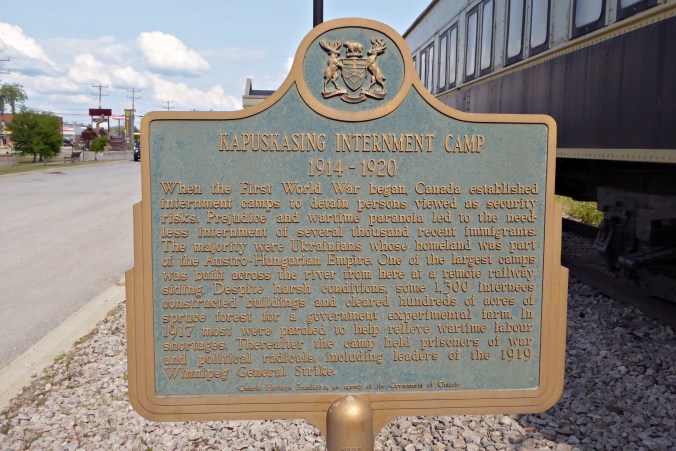 KAPUSKASING INTERNMENT CAMP
1914 - 1920
When the First World War began, Canada established
internment camps to detain persons viewed as security
risks. Prejudice and wartime paranoia led to the need-
less internment of several thousand recent immigrants.
The majority were Ukrainians whose homeland was part
of the Austro-Hungarian Empire. One of the largest camps
was built across the river from here at a remote railway
siding. Despite harsh conditions, some 1,300 internees
constructed buildings and cleared hundreds of acres of
spruce forest for a government experimental farm. In
1917 most were paroled to help relieve wartime labour
shortages. Thereafter the camp held prisoners of war
and political radicals, including leaders of the 1919
Winnipeg General Strike.
Ontario Heritage Foundation, an agency of the Government of Ontario